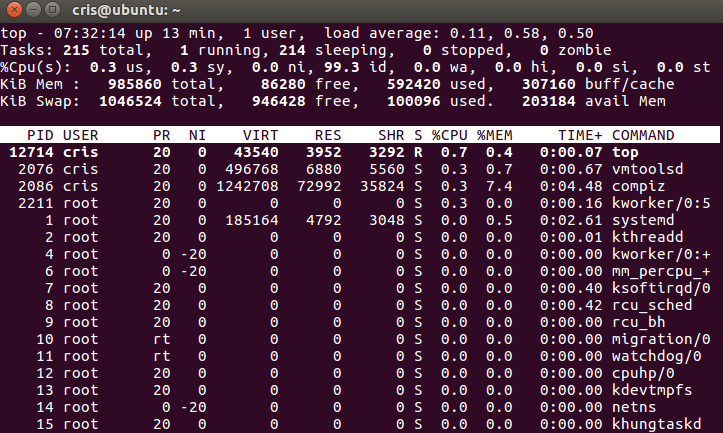 cris@ubuntu: ~
top - 07:32:14 up 13 min,  1 user,  load average: 0.11, 0.58, 0.50
Tasks: 215 total,   1 running, 214 sleeping,   0 stopped,   0 zombie
%Cpu(s):  0.3 us,  0.3 sy,  0.0 ni, 99.3 id,  0.0 wa,  0.0 hi,  0.0 si,  0.0 st
KiB Mem :   985860 total,    86280 free,   592420 used,   307160 buff/cache
KiB Swap:  1046524 total,   946428 free,   100096 used.   203184 avail Mem
PID USER      PR  NI    VIRT    RES    SHR S %CPU %MEM     TIME+ COMMAND
12714 cris      20   0   43540   3952   3292 R  0.7  0.4   0:00.07 top
2076 cris      20   0  496768   6880   5560 S  0.3  0.7   0:00.67 vmtoolsd
2086 cris      20   0 1242708  72992  35824 S  0.3  7.4   0:04.48 compiz
2211 root      20   0       0      0      0 S  0.3  0.0   0:00.16 kworker/0:5
1 root      20   0  185164   4792   3048 S  0.0  0.5   0:02.61 systemd
2 root      20   0       0      0      0 S  0.0  0.0   0:00.01 kthreadd
4 root       0 -20       0      0      0 S  0.0  0.0   0:00.00 kworker/0:+
6 root       0 -20       0      0      0 S  0.0  0.0   0:00.00 mm_percpu_+
7 root      20   0       0      0      0 S  0.0  0.0   0:00.40 ksoftirqd/0
8 root      20   0       0      0      0 S  0.0  0.0   0:00.42 rcu_sched
9 root      20   0       0      0      0 S  0.0  0.0   0:00.00 rcu_bh
10 root      rt   0       0      0      0 S  0.0  0.0   0:00.00 migration/0
11 root      rt   0       0      0      0 S  0.0  0.0   0:00.00 watchdog/0
12 root      20   0       0      0      0 S  0.0  0.0   0:00.00 cpuhp/0
13 root      20   0       0      0      0 S  0.0  0.0   0:00.00 kdevtmpfs
14 root       0 -20       0      0      0 S  0.0  0.0   0:00.00 netns
15 root      20   0       0      0      0 S  0.0  0.0   0:00.00 khungtaskd